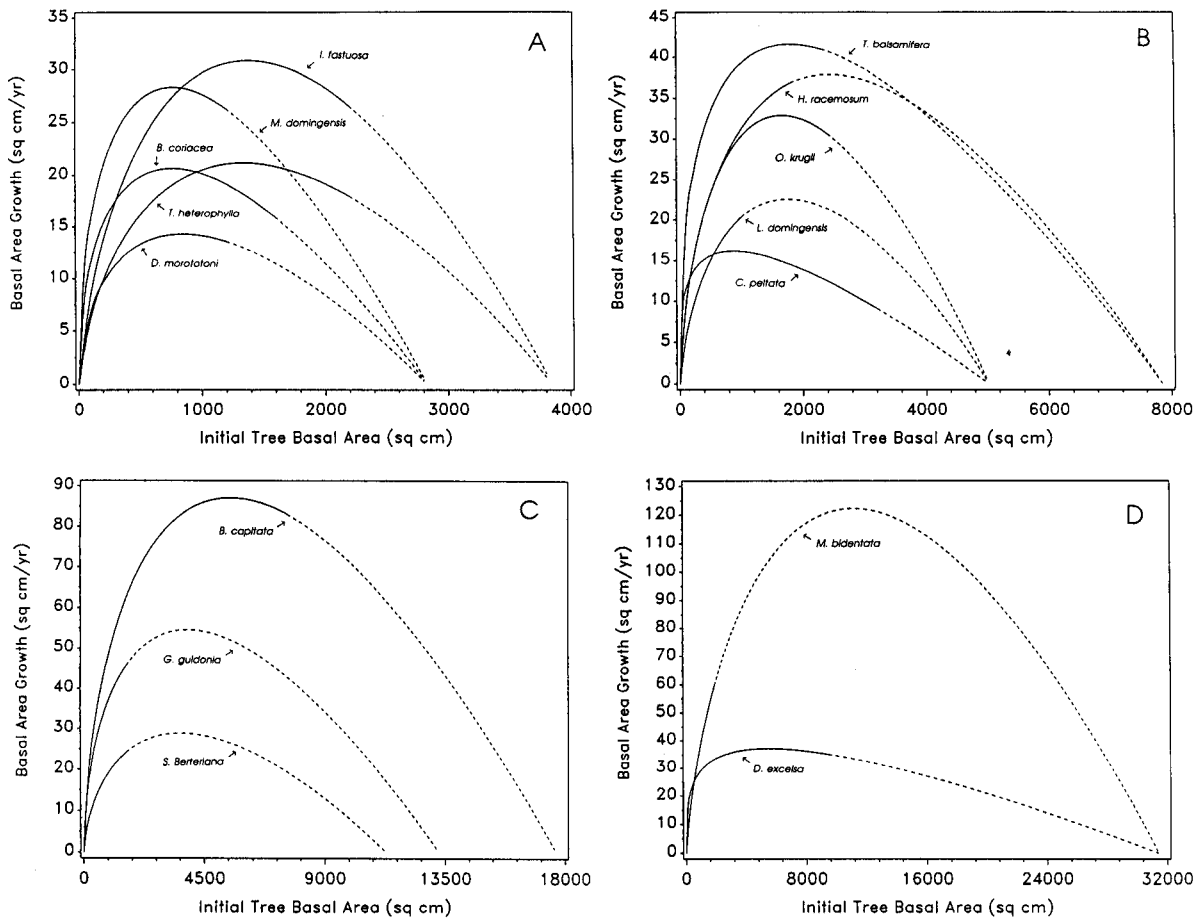 A
Basal Area Growth (sq cm/yr)
35
30
25
20
15
10
5
0
I. fastuosa
M. domingensis
B. coriacea
T. heterophylla
D. morototoni
0 1000 2000 3000 4000
Initial Tree Basal Area (sq cm)
B
Basal Area Growth (sq cm/yr)
45
40
35
30
25
20
15
10
5
0
T. balsamifera
H. racemosum
O. krugii
L. domingensis
C. peltata
0 2000 4000 6000 8000
Initial Tree Basal Area (sq cm)
C
Basal Area Growth (sq cm/yr)
90
80
70
60
50
40
30
20
10
0
B. capitata
G. guidonia
S. Berteriana
0 4500 9000 13500 18000
Initial Tree Basal Area (sq cm)
D
Basal Area Growth (sq cm/yr)
130
120
110
100
90
80
70
60
50
40
30
20
10
0
M. bidentata
D. excelsa
0 8000 16000 24000 32000
Initial Tree Basal Area (sq cm)